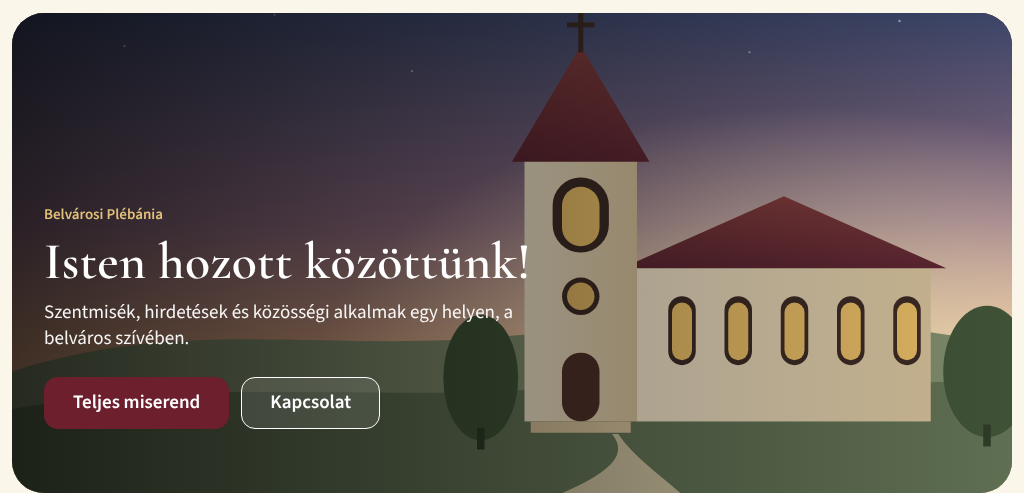 Belvárosi Plébánia
Isten hozott közöttünk!
Szentmisék, hirdetések és közösségi alkalmak egy helyen, a
belváros szívében.
Teljes miserend
Kapcsolat